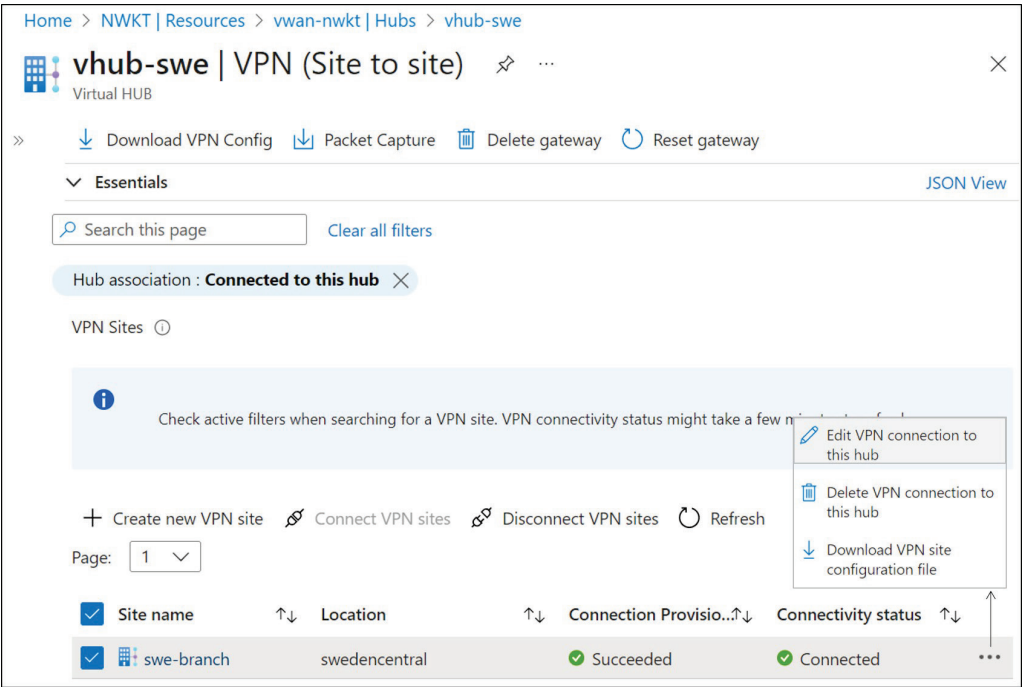 Home > NWKT | Resources > vwan-nwkt | Hubs > vhub-swe
vhub-swe | VPN (Site to site)
Virtual HUB
Download VPN Config Packet Capture Delete gateway Reset gateway
Essentials JSON View
Search this page Clear all filters
Hub association : Connected to this hub
VPN Sites
Check active filters when searching for a VPN site. VPN connectivity status might take a few
Edit VPN connection to
this hub
Delete VPN connection to
this hub
Download VPN site
configuration file
Create new VPN site Connect VPN sites Disconnect VPN sites Refresh
Page: 1
Site name Location Connection Provisio... Connectivity status
swe-branch swedencentral Succeeded Connected